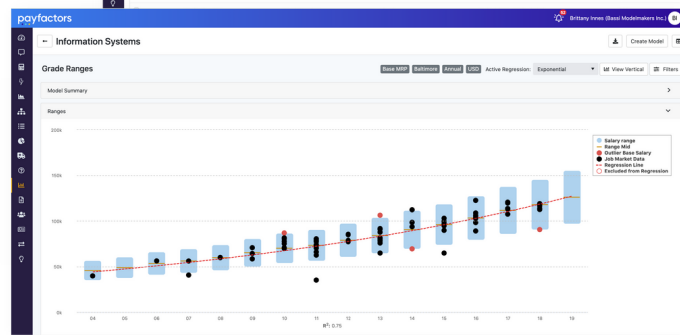 payfactors
Brittany Innes (Bassi Modelmakers Inc.) BI
← Information Systems
Create Model
Grade Ranges
Base MRP Baltimore Annual USD Active Regression: Exponential View Vertical Filters
Model Summary
Ranges
200k
150k
100k
50k
0k
Salary range
Range Mid
Outlier Base Salary
Job Market Data
Regression Line
Excluded from Regression
04 05 06 07 08 09 10 11 12 13 14 15 16 17 18 19
R²: 0.75